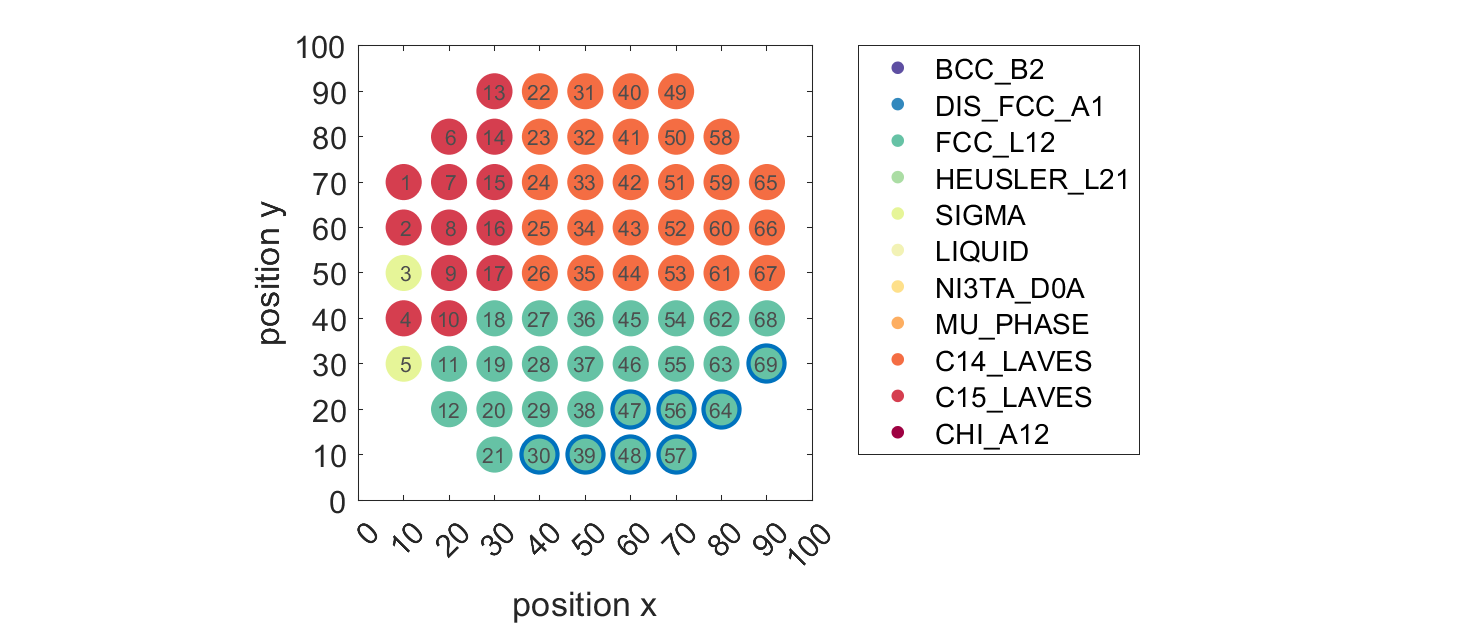 100
90
80
70
60
50
40
30
20
10
0
position y
13 22 31 40 49
6 14 23 32 41 50 58
1 7 15 24 33 42 51 59 65
2 8 16 25 34 43 52 60 66
3 9 17 26 35 44 53 61 67
4 10 18 27 36 45 54 62 68
5 11 19 28 37 46 55 63 69
12 20 29 38 47 56 64
21 30 39 48 57
0 10 20 30 40 50 60 70 80 90 100
position x
BCC_B2
DIS_FCC_A1
FCC_L12
HEUSLER_L21
SIGMA
LIQUID
NI3TA_D0A
MU_PHASE
C14_LAVES
C15_LAVES
CHI_A12